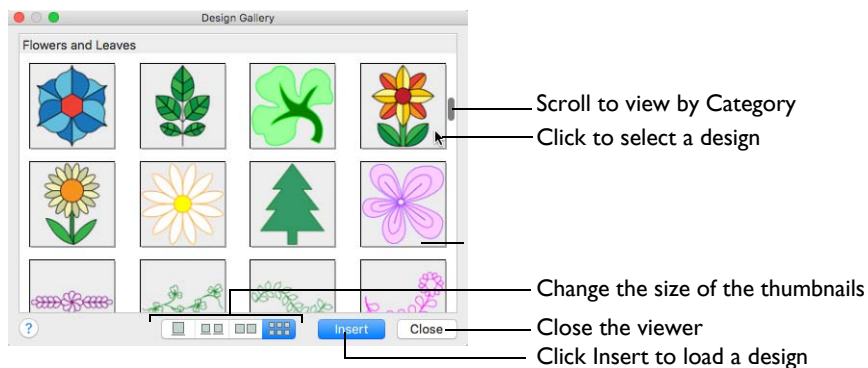 Design Gallery
Flowers and Leaves
Scroll to view by Category
Click to select a design
Change the size of the thumbnails
? Insert Close
Close the viewer
Click Insert to load a design